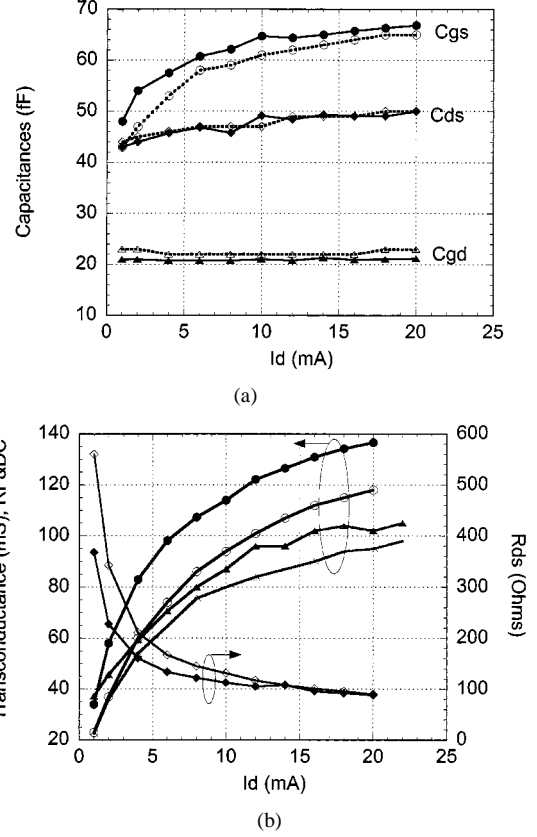 70
60
50
40
30
20
10
Capacitances (fF)
Cgs
Cds
Cgd
0 5 10 15 20 25
Id (mA)
(a)
140
120
100
80
60
40
20
Transconductance (mS),
600
500
400
300
200
100
0
Rds (Ohms)
0 5 10 15 20 25
Id (mA)
(b)